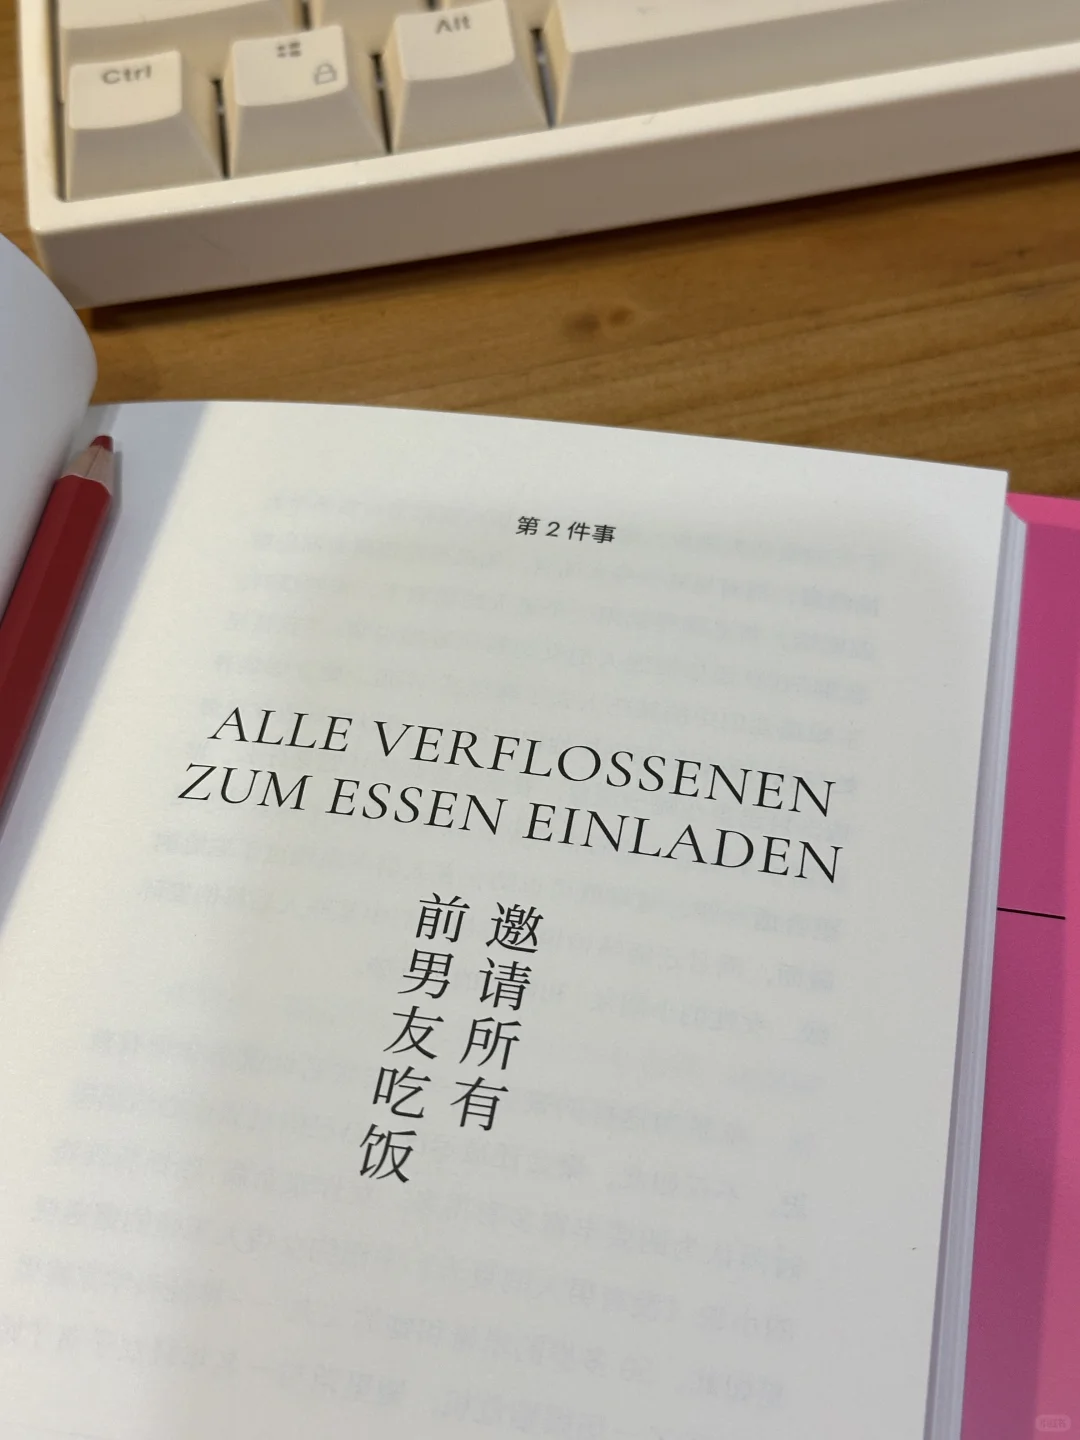 Ctrl
Alt
第 2 件事
ALLE VERFLOSSENEN
ZUM ESSEN EINLADEN
邀请所有
前男友吃饭